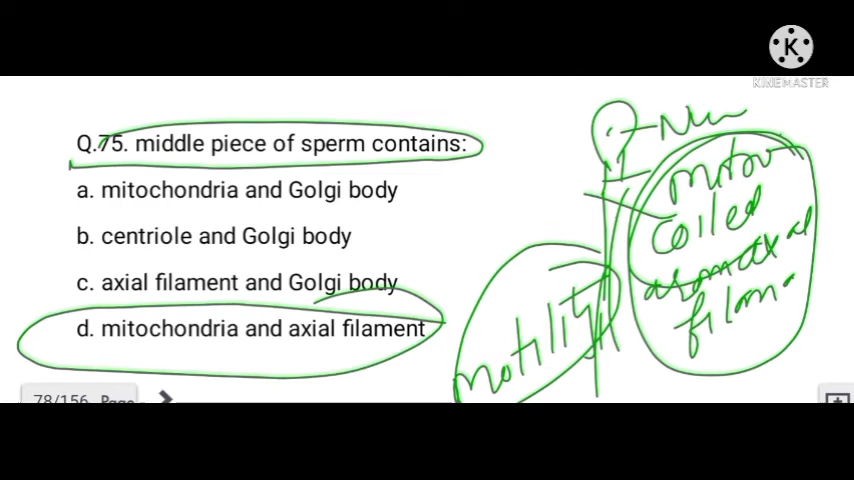 K
KINEMASTER
Q.75. middle piece of sperm contains:
a. mitochondria and Golgi body
b. centriole and Golgi body
c. axial filament and Golgi body
d. mitochondria and axial filament
coiled
motility
78/156 Page